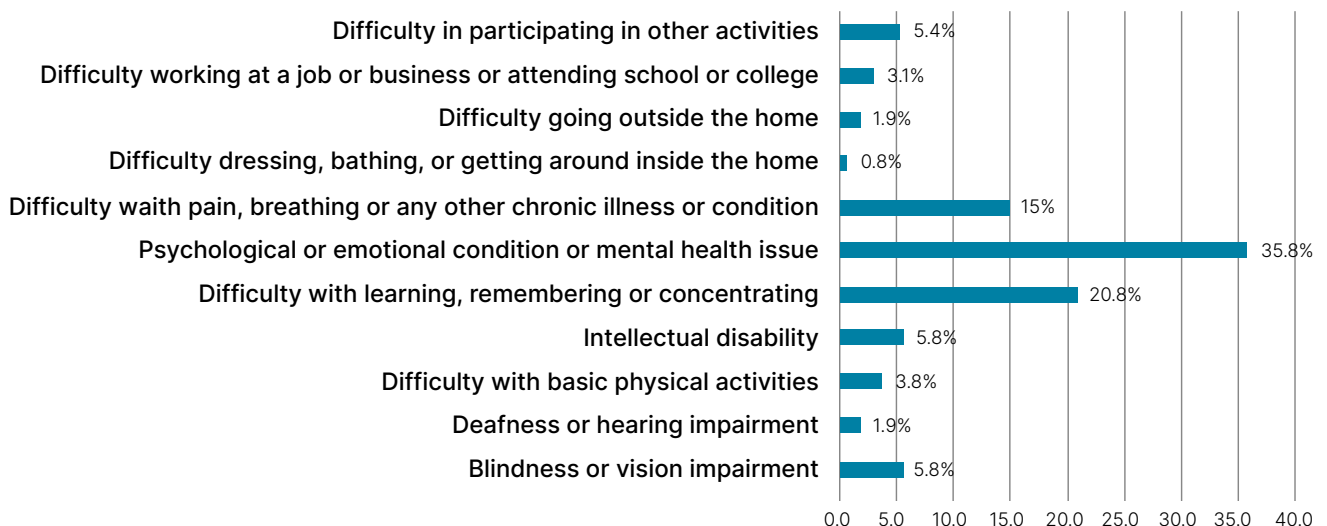 Difficulty in participating in other activities 5.4%
Difficulty working at a job or business or attending school or college 3.1%
Difficulty going outside the home 1.9%
Difficulty dressing, bathing, or getting around inside the home 0.8%
Difficulty waith pain, breathing or any other chronic illness or condition 15%
Psychological or emotional condition or mental health issue 35.8%
Difficulty with learning, remembering or concentrating 20.8%
Intellectual disability 5.8%
Difficulty with basic physical activities 3.8%
Deafness or hearing impairment 1.9%
Blindness or vision impairment 5.8%
0.0 5.0 10.0 15.0 20.0 25.0 30.0 35.0 40.0